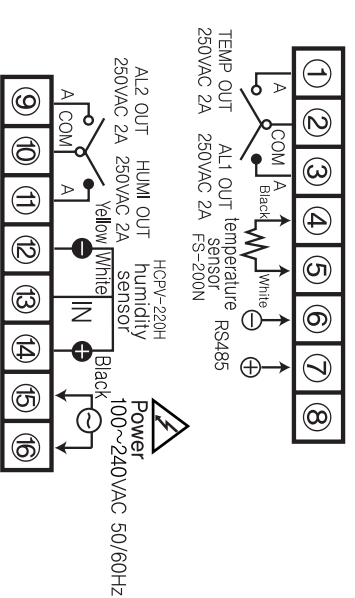 ① ② ③ ④ ⑤ ⑥ ⑦ ⑧
A COM A
Black White
TEMP OUT
250VAC 2A
AL1 OUT
250VAC 2A
temperature
sensor
FS-200N
RS485
AL2 OUT
250VAC 2A
HUMI OUT
250VAC 2A
HCPV-220H
humidity
sensor
Yellow White Black
IN
A COM A
Power
100~240VAC 50/60Hz
⑨ ⑩ ⑪ ⑫ ⑬ ⑭ ⑮ ⑯